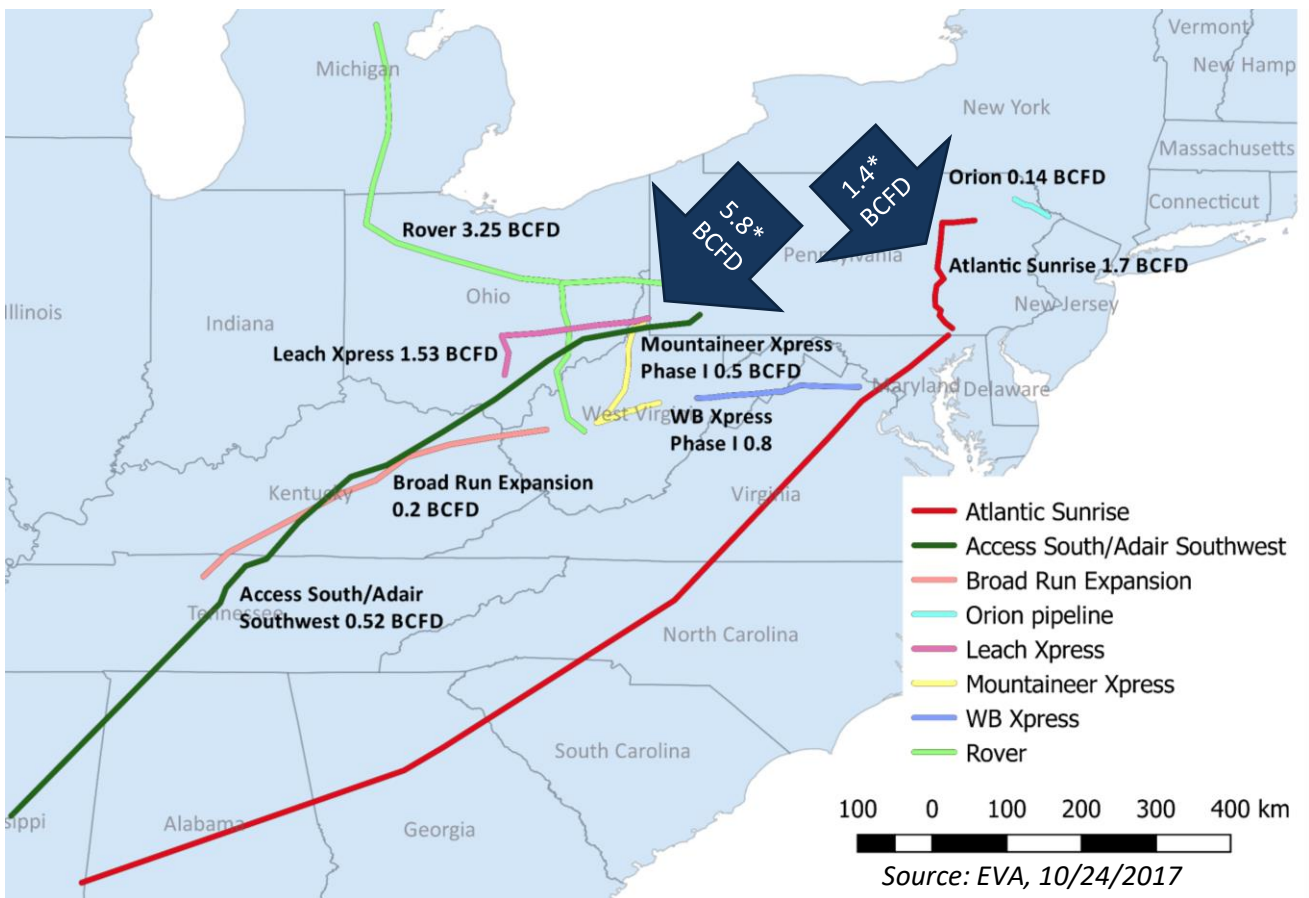 Vermont
New Hamp
Michigan
New York
Massachusetts
Connecticut
5.8*
BCFD
1.4*
BCFD
Orion 0.14 BCFD
Rover 3.25 BCFD
Pennsylvania
Atlantic Sunrise 1.7 BCFD
Ohio
New Jersey
Illinois
Indiana
Leach Xpress 1.53 BCFD
Mountaineer Xpress
Phase I 0.5 BCFD
Maryland
Delaware
West Virginia
WB Xpress
Phase I 0.8
Kentucky
Broad Run Expansion
0.2 BCFD
Virginia
Access South/Adair
Southwest 0.52 BCFD
Tennessee
North Carolina
South Carolina
sippi
Alabama
Georgia
Atlantic Sunrise
Access South/Adair Southwest
Broad Run Expansion
Orion pipeline
Leach Xpress
Mountaineer Xpress
WB Xpress
Rover
100 0 100 200 300 400 km
Source: EVA, 10/24/2017